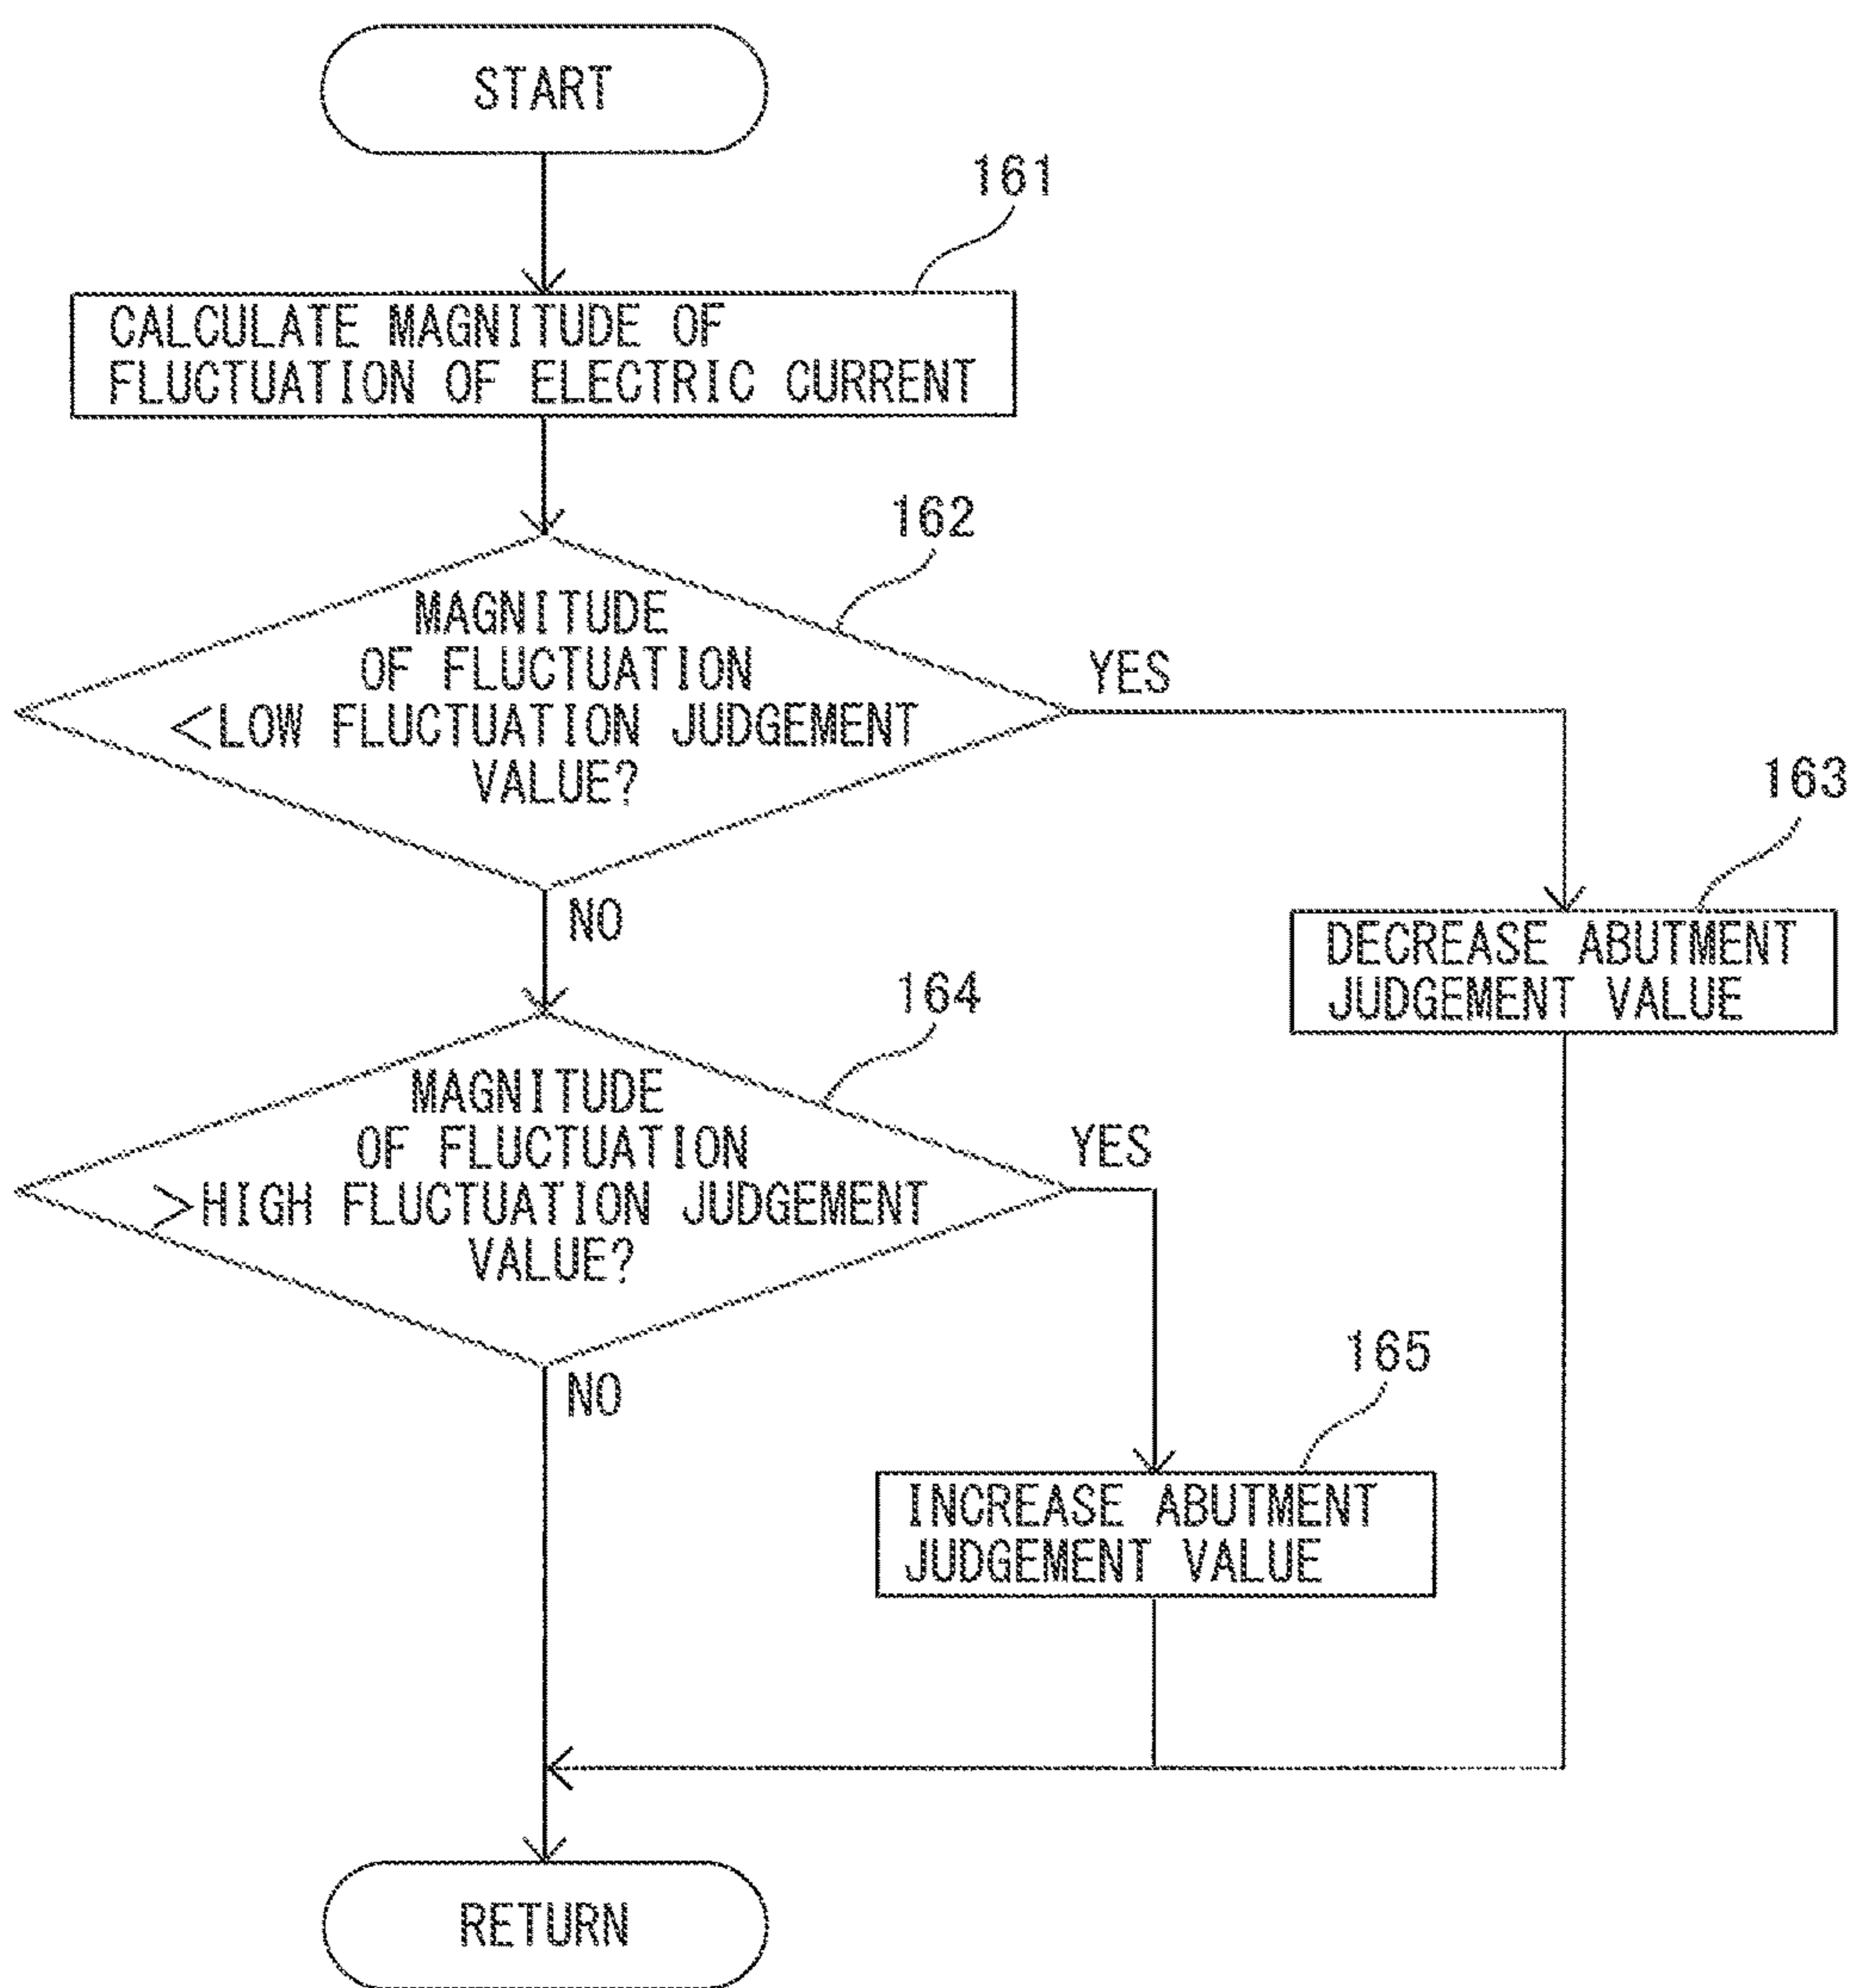 START
161
CALCULATE MAGNITUDE OF
FLUCTUATION OF ELECTRIC CURRENT
162
MAGNITUDE
OF FLUCTUATION
<LOW FLUCTUATION JUDGEMENT
VALUE?
YES
163
DECREASE ABUTMENT
JUDGEMENT VALUE
NO
164
MAGNITUDE
OF FLUCTUATION
>HIGH FLUCTUATION JUDGEMENT
VALUE?
YES
165
INCREASE ABUTMENT
JUDGEMENT VALUE
NO
RETURN